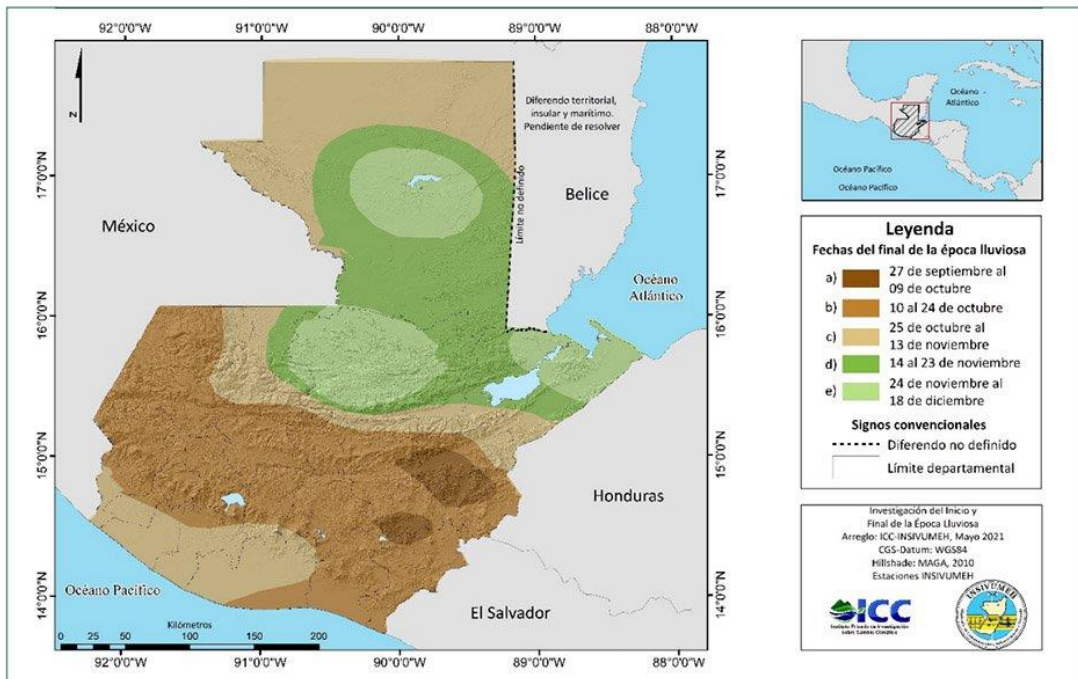 92°0'0"W
91°0'0"W
90°0'0"W
89°0'0"W
88°0'0"W
N
17°0'0"N
16°0'0"N
15°0'0"N
14°0'0"N
Diferendo territorial,
insular y marítimo.
Pendiente de resolver
Límite no definido
México
Belice
Océano
Atlántico
Honduras
El Salvador
Océano Pacífico
Kilómetros
0 25 50 100 150 200
92°0'0"W
91°0'0"W
90°0'0"W
89°0'0"W
88°0'0"W
17°0'0"N
16°0'0"N
15°0'0"N
14°0'0"N
Océano
Atlántico
Océano Pacífico
Océano Pacífico
Leyenda
Fechas del final de la época lluviosa
a) 27 de septiembre al
09 de octubre
b) 10 al 24 de octubre
c) 25 de octubre al
13 de noviembre
d) 14 al 23 de noviembre
e) 24 de noviembre al
18 de diciembre
Signos convencionales
Diferendo no definido
Límite departamental
Investigación del Inicio y
Final de la Época Lluviosa
Arreglo: ICC-INSIVUMEH, Mayo 2021
CGS-Datum: WGS84
Hillshade: MAGA, 2010
Estaciones INSIVUMEH
ICC
Instituto Privado de Investigación
sobre Cambio Climático
INSIVUMEH